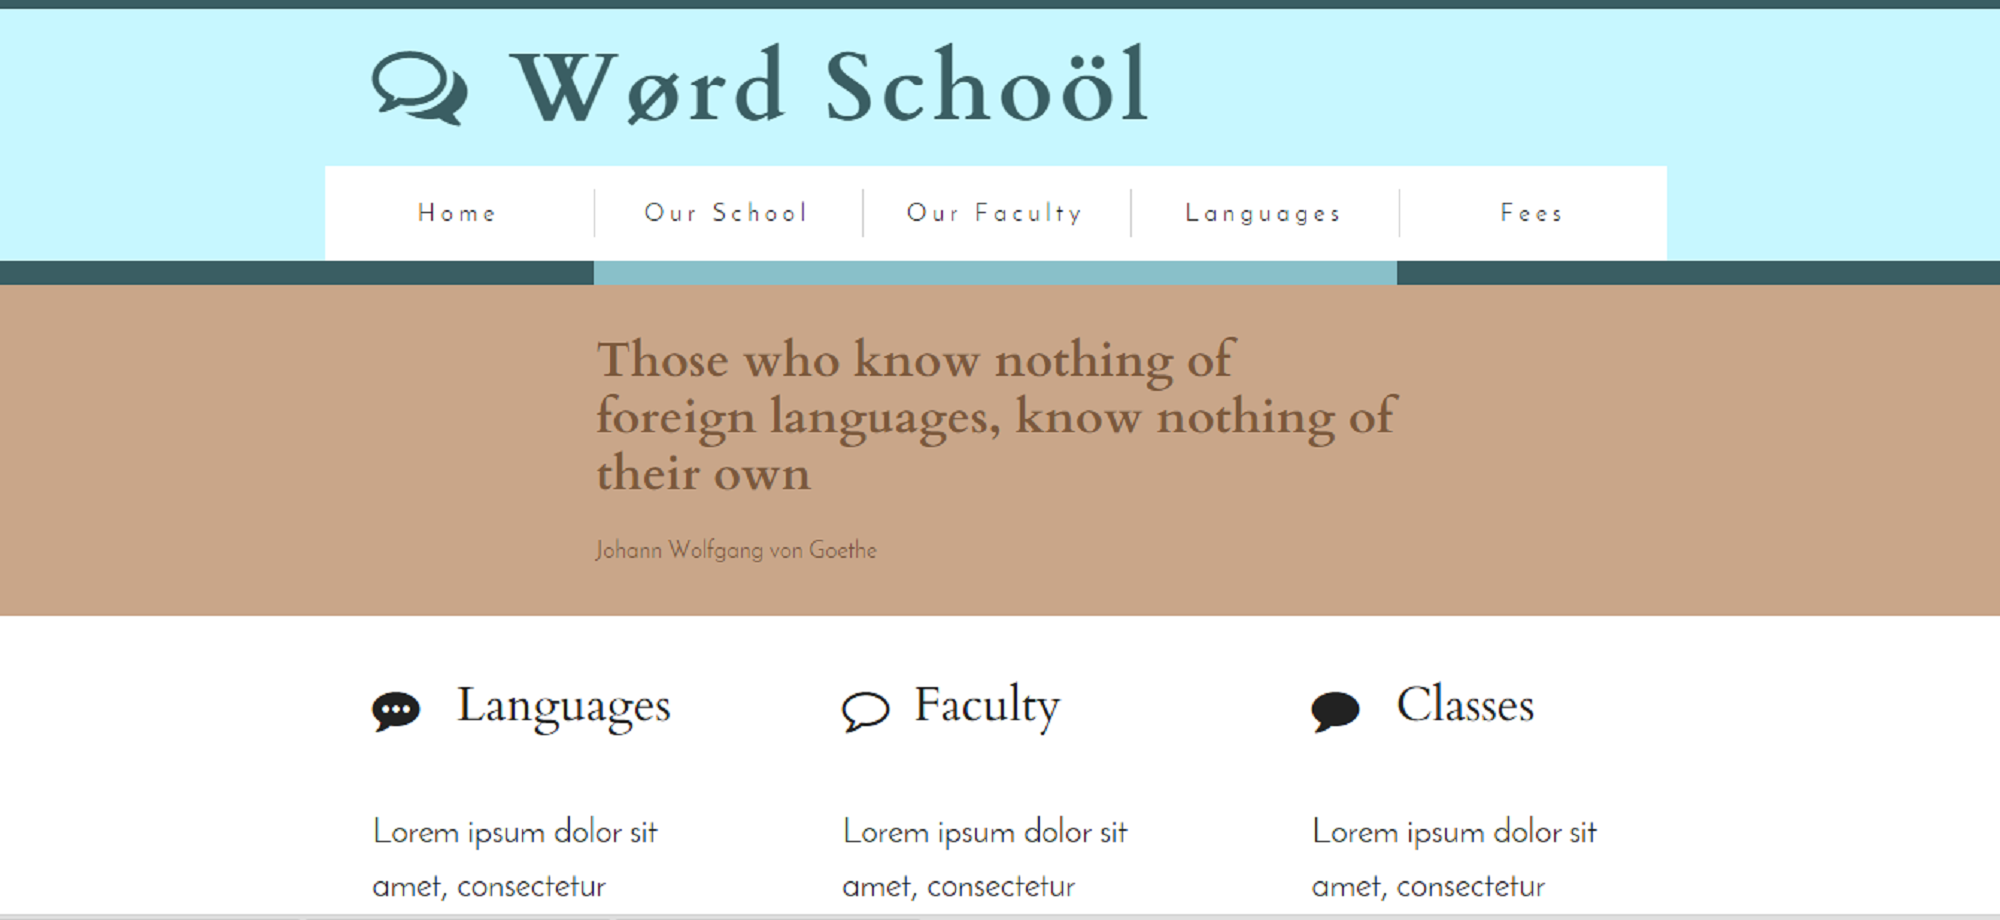 Wørd Schoöl
Home
Our School
Our Faculty
Languages
Fees
Those who know nothing of
foreign languages, know nothing of
their own
Johann Wolfgang von Goethe
Languages
Lorem ipsum dolor sit
amet, consectetur
Faculty
Lorem ipsum dolor sit
amet, consectetur
Classes
Lorem ipsum dolor sit
amet, consectetur